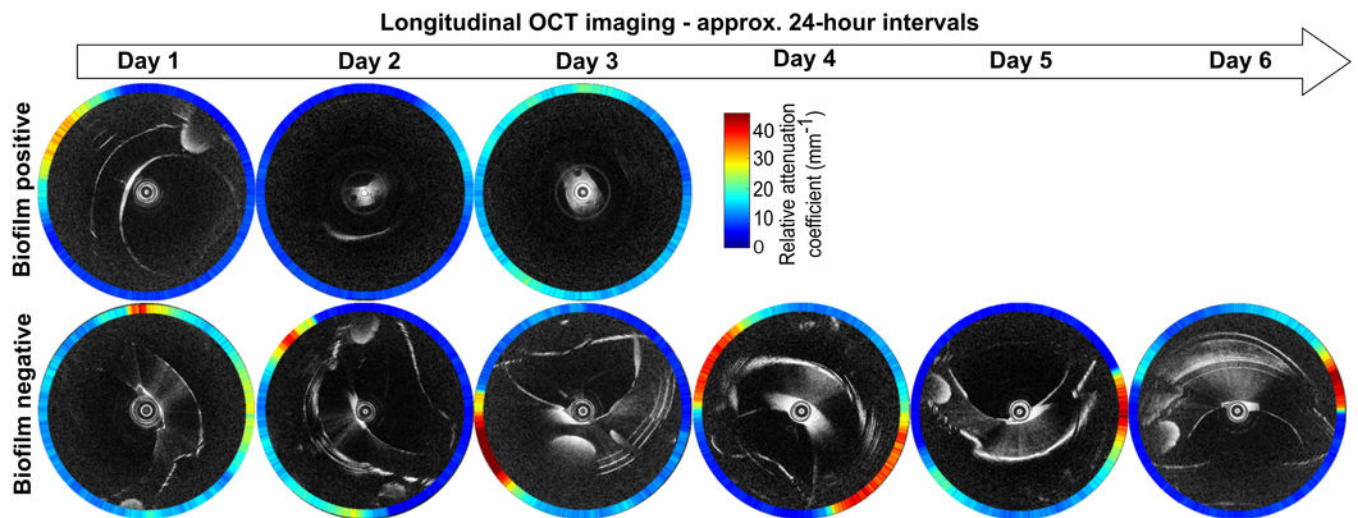 Longitudinal OCT imaging - approx. 24-hour intervals
Day 1 Day 2 Day 3 Day 4 Day 5 Day 6
Biofilm positive
40
30
20
10
0
Relative attenuation
coefficient (mm⁻¹)
Biofilm negative